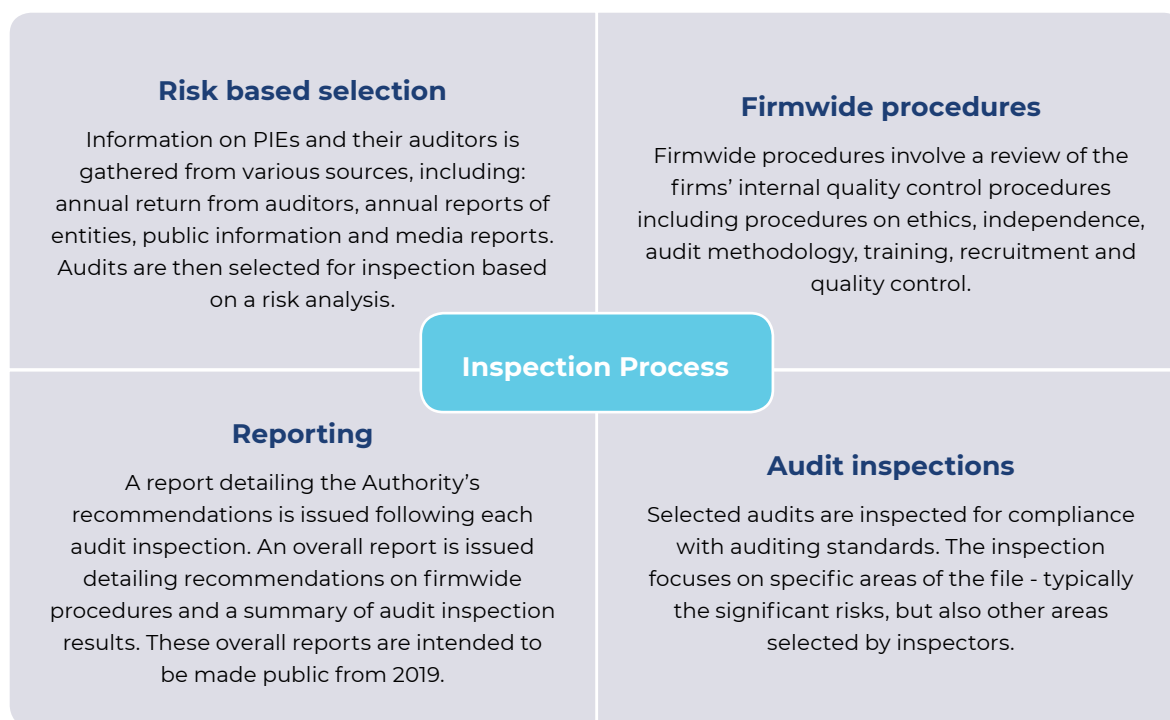 Risk based selection
Information on PIEs and their auditors is
gathered from various sources, including:
annual return from auditors, annual reports of
entities, public information and media reports.
Audits are then selected for inspection based
on a risk analysis.
Firmwide procedures
Firmwide procedures involve a review of the
firms’ internal quality control procedures
including procedures on ethics, independence,
audit methodology, training, recruitment and
quality control.
Inspection Process
Reporting
A report detailing the Authority’s
recommendations is issued following each
audit inspection. An overall report is issued
detailing recommendations on firmwide
procedures and a summary of audit inspection
results. These overall reports are intended to
be made public from 2019.
Audit inspections
Selected audits are inspected for compliance
with auditing standards. The inspection
focuses on specific areas of the file - typically
the significant risks, but also other areas
selected by inspectors.